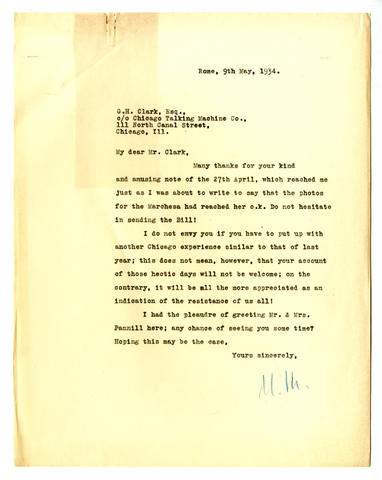 Rome, 9th May, 1934.
G.H. Clark, Esq.,
c/o Chicago Talking Machine Co.,
111 North Canal Street,
Chicago, Ill.
My dear Mr. Clark,
Many thanks for your kind
and amusing note of the 27th April, which reached me
just as I was about to write to say that the photos
for the Marchesa had reached her o.k. Do not hesitate
in sending the Bill!
I do not envy you if you have to put up with
another Chicago experience similar to that of last
year; this does not mean, however, that your account
of those hectic days will not be welcome; on the
contrary, it will be all the more appreciated as an
indication of the resistance of us all!
I had the pleasdre of greeting Mr. & Mrs.
Pannill here; any chance of seeing you some time?
Hoping this may be the case,
Yours sincerely,